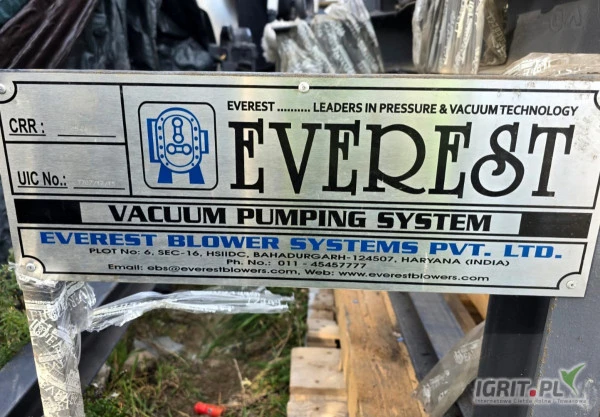 EVEREST .......... LEADERS IN PRESSURE & VACUUM TECHNOLOGY
CRR :
EVEREST
UIC No.:
VACUUM PUMPING SYSTEM
EVEREST BLOWER SYSTEMS PVT. LTD.
PLOT No: 6, SEC-16, HSIIDC, BAHADURGARH-124507, HARYANA (INDIA)
Ph. No.: 011 - 45457777
Email: ebs@everestblowers.com, Web: www.everestblowers.com
IGRIT.PL